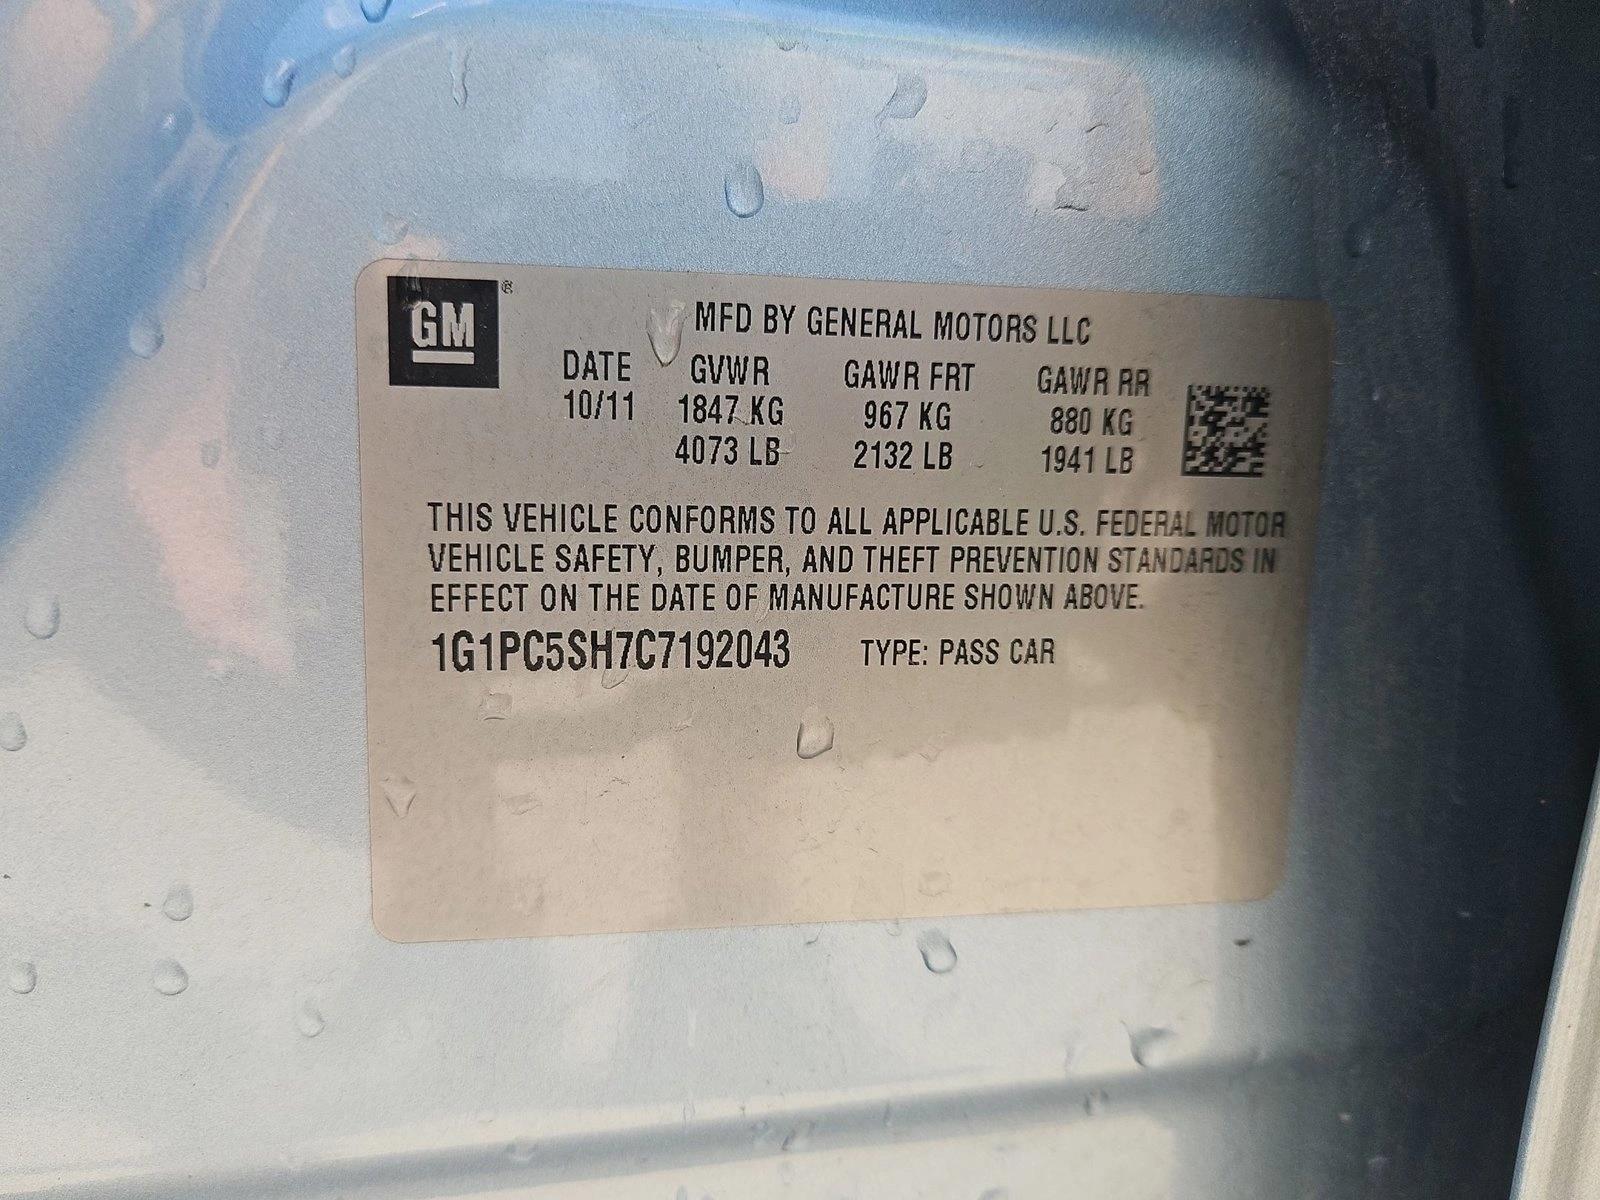 GM ®
MFD BY GENERAL MOTORS LLC
DATE GVWR GAWR FRT GAWR RR
10/11 1847 KG 967 KG 880 KG
4073 LB 2132 LB 1941 LB
THIS VEHICLE CONFORMS TO ALL APPLICABLE U.S. FEDERAL MOTOR
VEHICLE SAFETY, BUMPER, AND THEFT PREVENTION STANDARDS IN
EFFECT ON THE DATE OF MANUFACTURE SHOWN ABOVE.
1G1PC5SH7C7192043 TYPE: PASS CAR